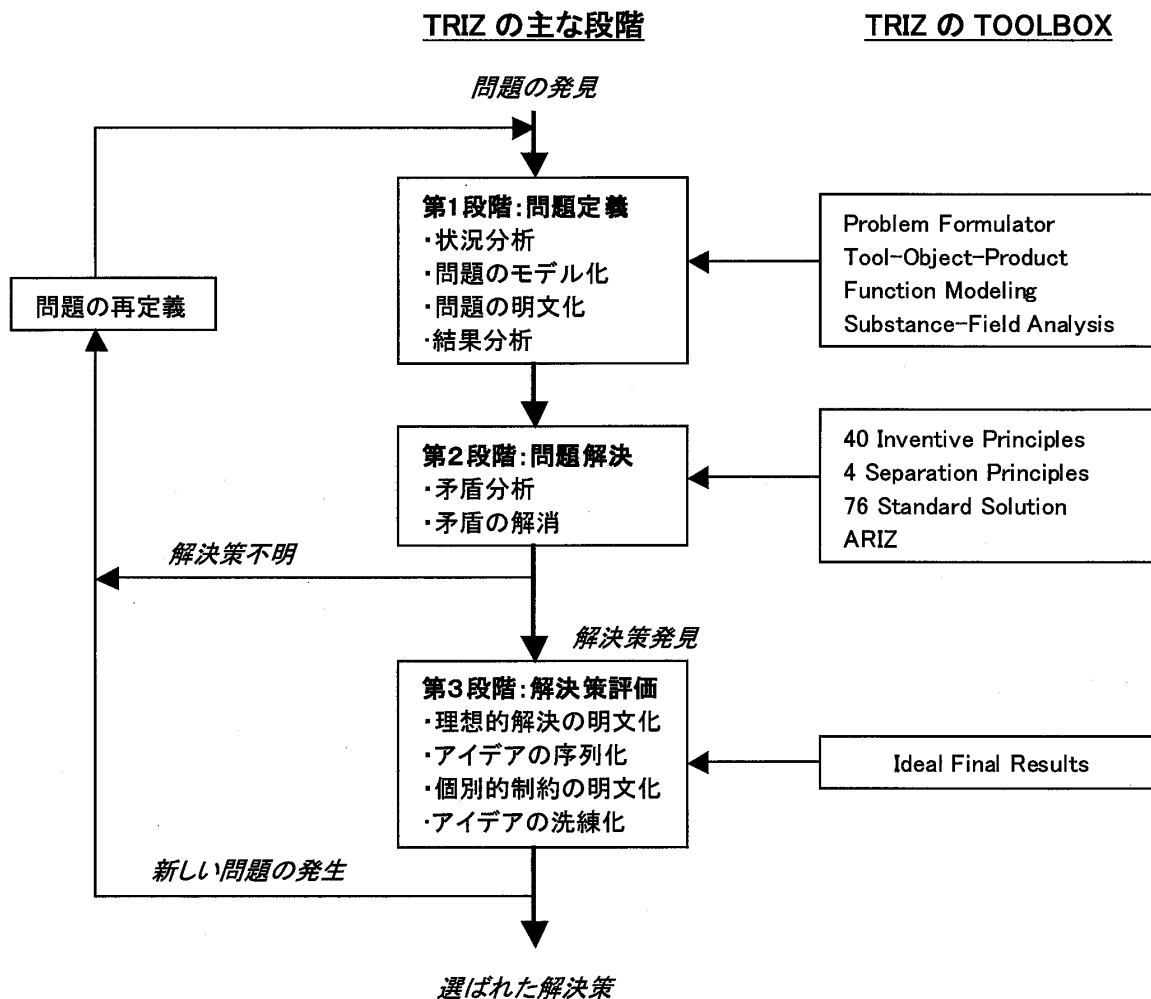 TRIZ の主な段階
TRIZ の TOOLBOX
問題の発見
第1段階:問題定義
・状況分析
・問題のモデル化
・問題の明文化
・結果分析
Problem Formulator
Tool-Object-Product
Function Modeling
Substance-Field Analysis
問題の再定義
第2段階:問題解決
・矛盾分析
・矛盾の解消
40 Inventive Principles
4 Separation Principles
76 Standard Solution
ARIZ
解決策不明
解決策発見
第3段階:解決策評価
・理想的解決の明文化
・アイデアの序列化
・個別的制約の明文化
・アイデアの洗練化
Ideal Final Results
新しい問題の発生
選ばれた解決策